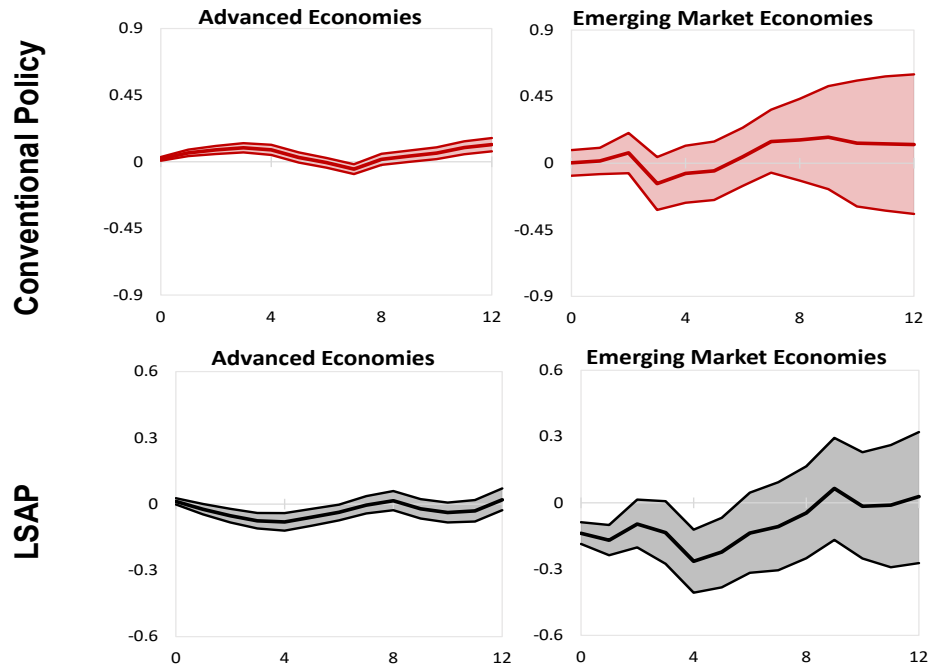 Conventional Policy
Advanced Economies
0.9
0.45
0
-0.45
-0.9
0 4 8 12
Emerging Market Economies
0.9
0.45
0
-0.45
-0.9
0 4 8 12
LSAP
Advanced Economies
0.6
0.3
0
-0.3
-0.6
0 4 8 12
Emerging Market Economies
0.6
0.3
0
-0.3
-0.6
0 4 8 12